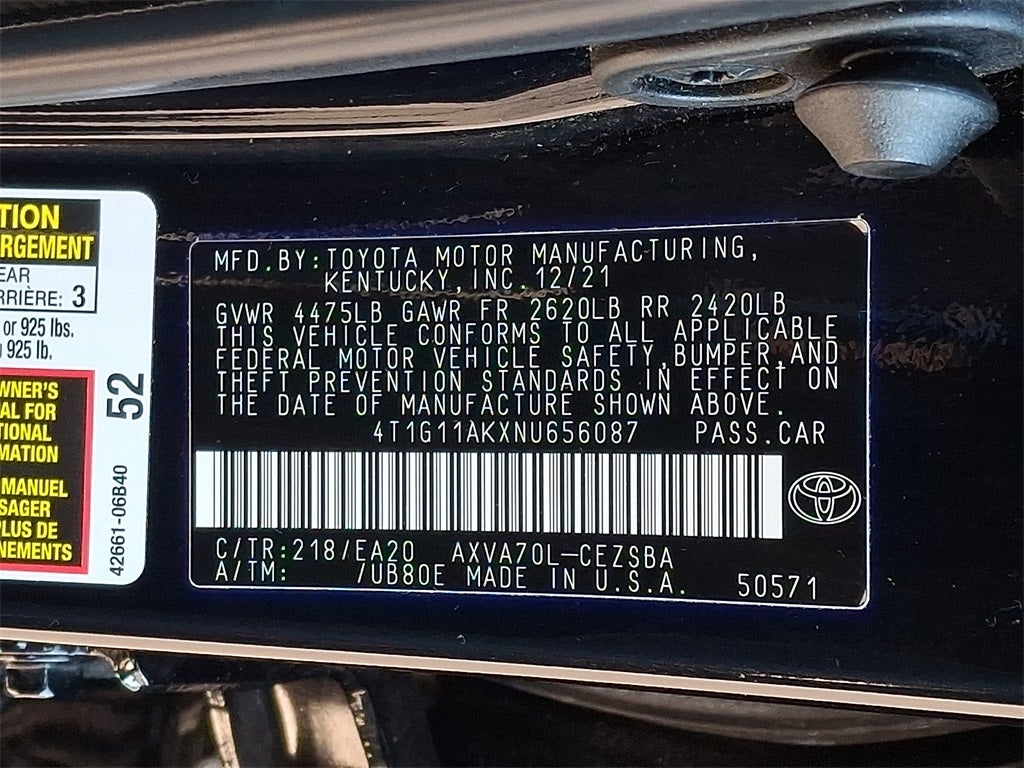 TION
RGEMENT
EAR
RRIÈRE: 3
or 925 lbs.
925 lb.
WNER'S
AL FOR
TIONAL
MATION
MANUEL
SAGER
PLUS DE
NEMENTS
52
42661-06B40
MFD.BY:TOYOTA MOTOR MANUFACTURING,
KENTUCKY,INC.12/21
GVWR 4475LB GAWR FR 2620LB RR 2420LB
THIS VEHICLE CONFORMS TO ALL APPLICABLE
FEDERAL MOTOR VEHICLE SAFETY,BUMPER,AND
THEFT PREVENTION STANDARDS IN EFFECT ON
THE DATE OF MANUFACTURE SHOWN ABOVE.
4T1G11AKXNU656087 PASS.CAR
C/TR:218/EA20 AXVA70L-CEZSBA
A/TM: /UB80E MADE IN U.S.A. 50571